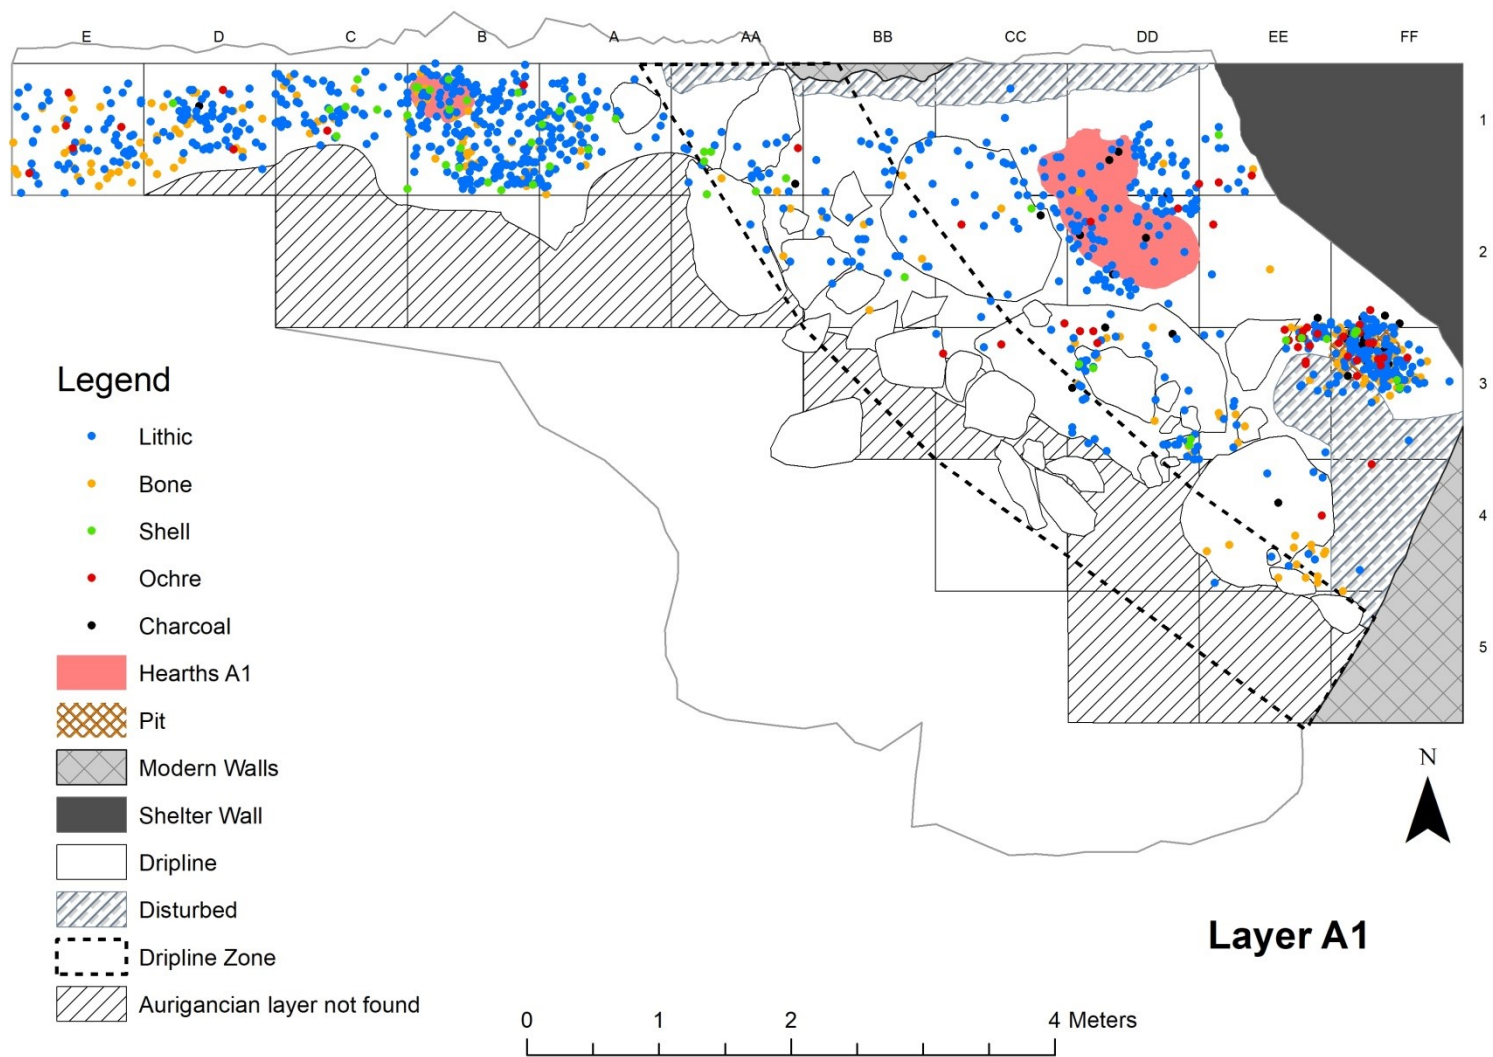 E D C B A AA BB CC DD EE FF
1
2
3
4
5
Legend
Lithic
Bone
Shell
Ochre
Charcoal
Hearths A1
Pit
Modern Walls
Shelter Wall
Dripline
Disturbed
Dripline Zone
Aurigancian layer not found
N
Layer A1
0 1 2 4 Meters